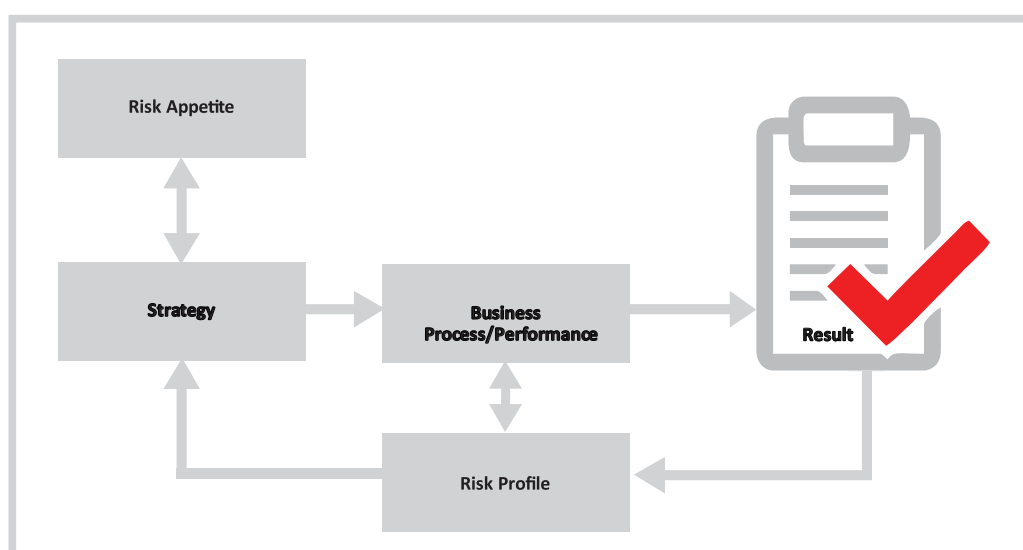 Risk Appetite
Strategy
Business
Process/Performance
Result
Risk Profile